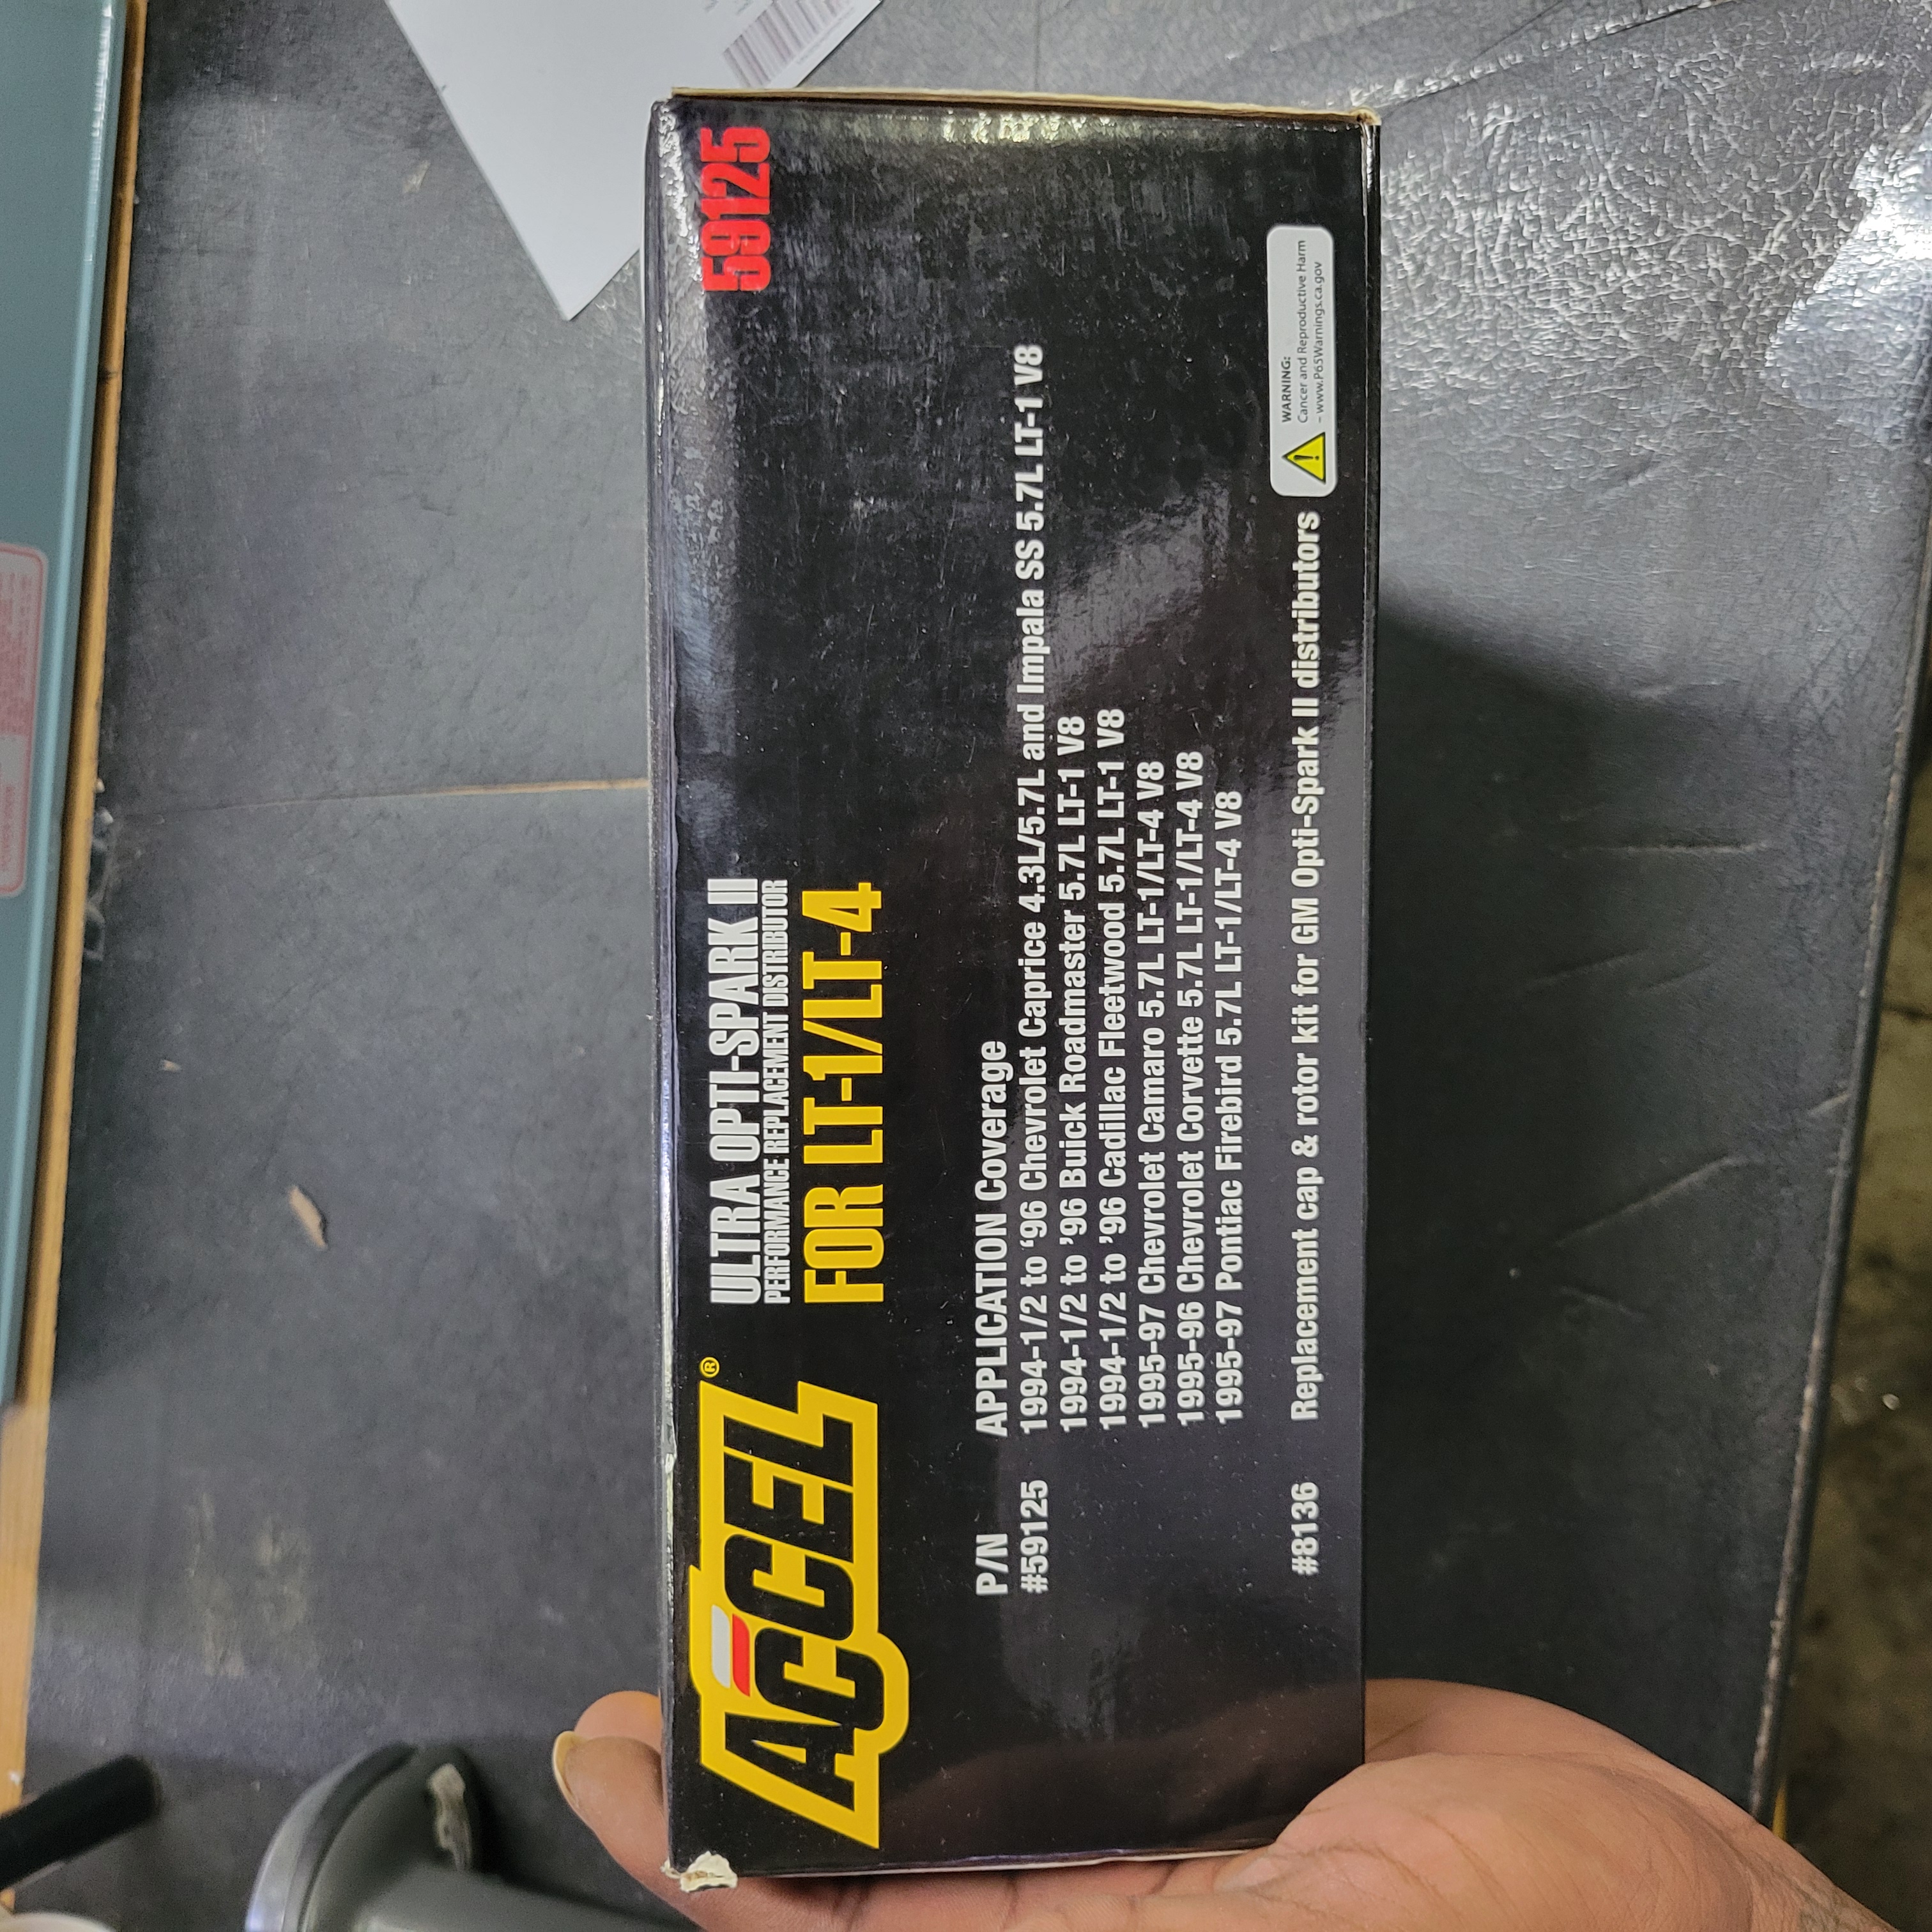 ACCEL®
ULTRA OPTI-SPARK II
PERFORMANCE REPLACEMENT DISTRIBUTOR
FOR LT-1/LT-4
59125
P/N APPLICATION Coverage
#59125 1994-1/2 to ‘96 Chevrolet Caprice 4.3L/5.7L and Impala SS 5.7L LT-1 V8
1994-1/2 to ’96 Buick Roadmaster 5.7L LT-1 V8
1994-1/2 to ’96 Cadillac Fleetwood 5.7L LT-1 V8
1995-97 Chevrolet Camaro 5.7L LT-1/LT-4 V8
1995-96 Chevrolet Corvette 5.7L LT-1/LT-4 V8
1995-97 Pontiac Firebird 5.7L LT-1/LT-4 V8
#8136 Replacement cap & rotor kit for GM Opti-Spark II distributors
WARNING:
Cancer and Reproductive Harm
– www.P65Warnings.ca.gov